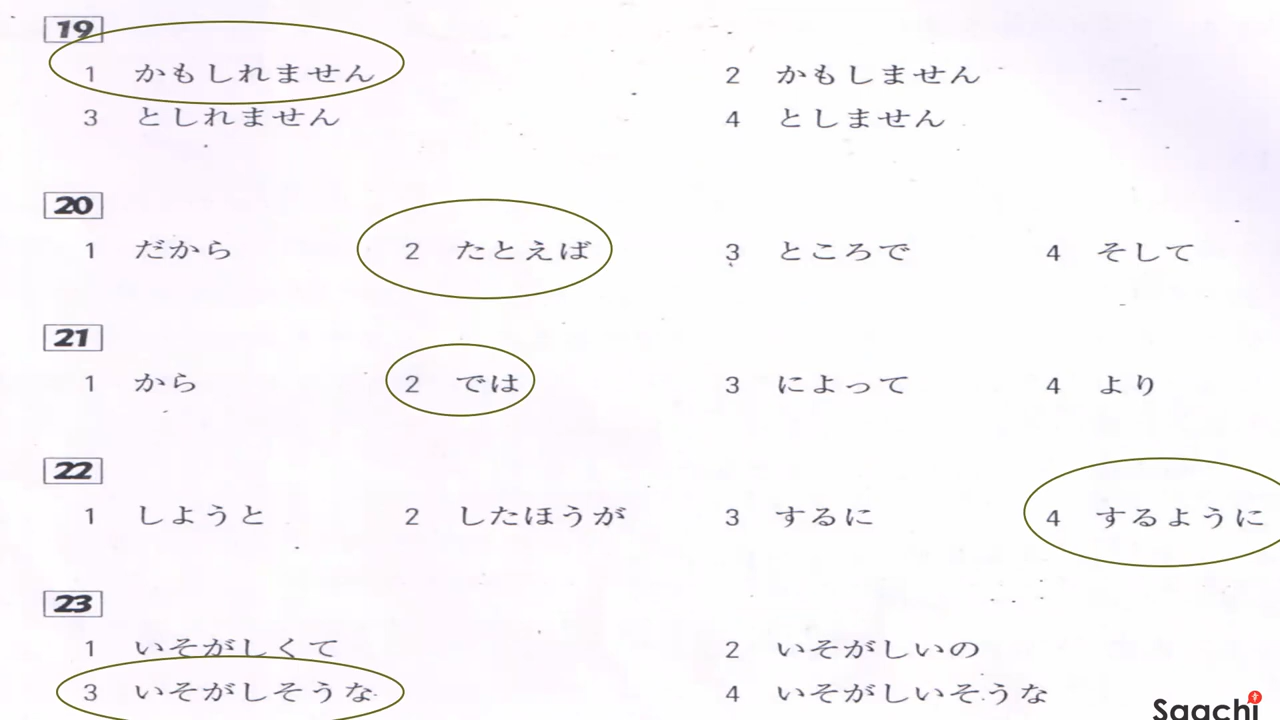 19
1 かもしれません 2 かもしません
3 としれません 4 としません
20
1 だから 2 たとえば 3 ところで 4 そして
21
1 から 2 では 3 によって 4 より
22
1 しようと 2 したほうが 3 するに 4 するように
23
1 いそがしくて 2 いそがしいの
3 いそがしそうな 4 いそがしいそうな
Saachi